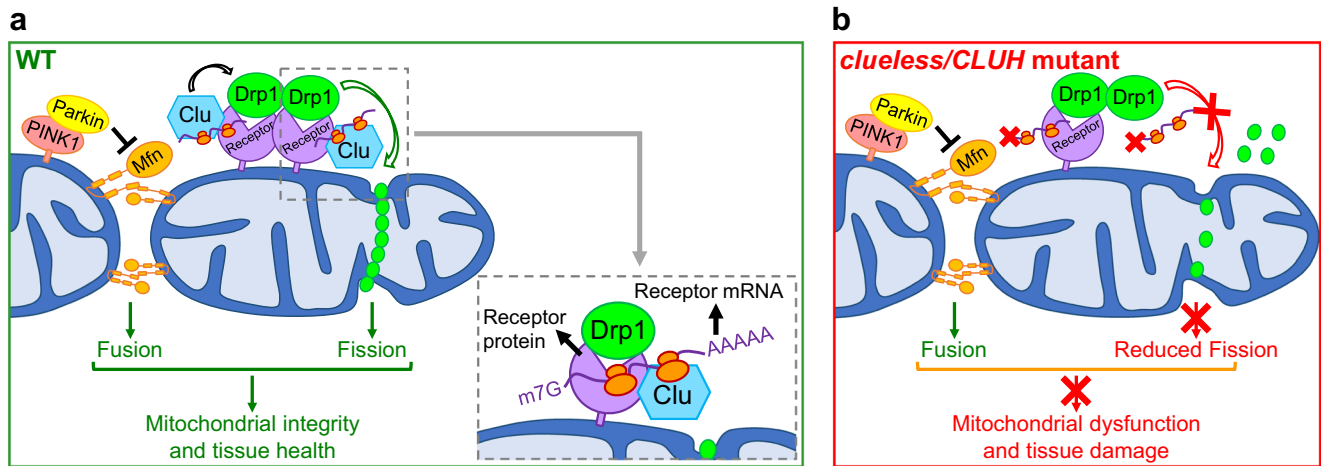 a
WT
Parkin
PINK1
Mfn
Clu
Drp1
Drp1
Receptor
Receptor
Clu
Fusion
Fission
Mitochondrial integrity
and tissue health
Receptor mRNA
Receptor
protein
Drp1
AAAAA
m7G
Clu
b
clueless/CLUH mutant
Parkin
PINK1
Mfn
Drp1
Drp1
Receptor
Fusion
Reduced Fission
Mitochondrial dysfunction
and tissue damage